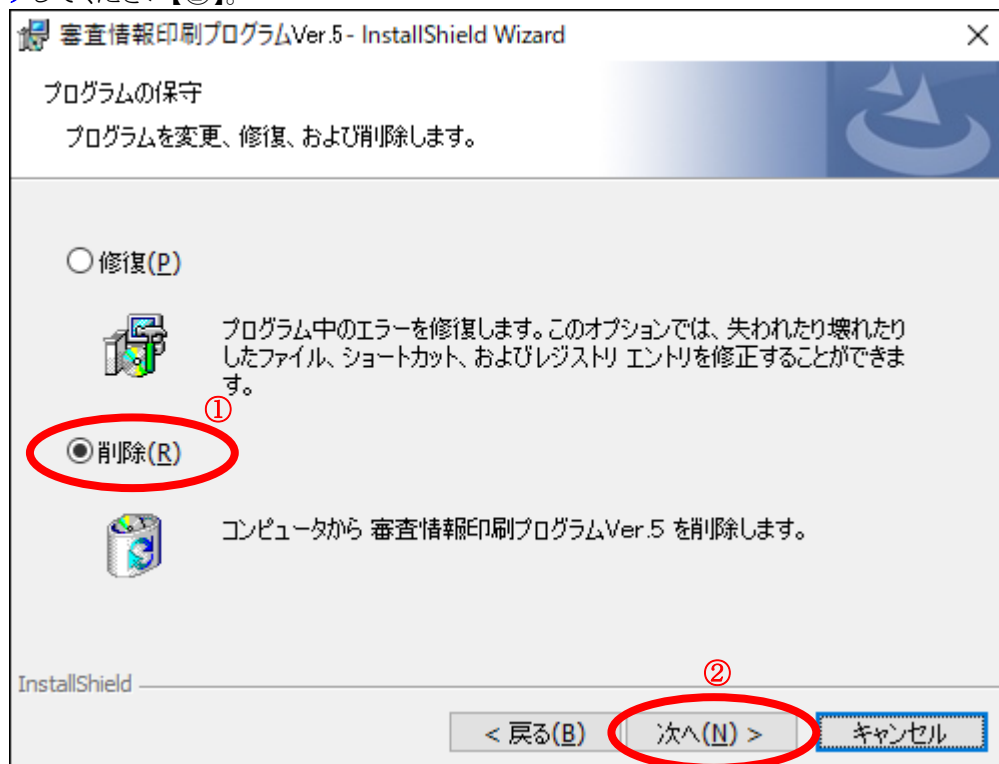 してください【②】。
審査情報印刷プログラムVer.5 - InstallShield Wizard
プログラムの保守
プログラムを変更、修復、および削除します。
修復(P)
プログラム中のエラーを修復します。このオプションでは、失われたり壊れたり
したファイル、ショートカット、およびレジストリ エントリを修正することができま
す。
①
削除(R)
コンピュータから 審査情報印刷プログラムVer.5 を削除します。
InstallShield
②
< 戻る(B)
次へ(N) >
キャンセル